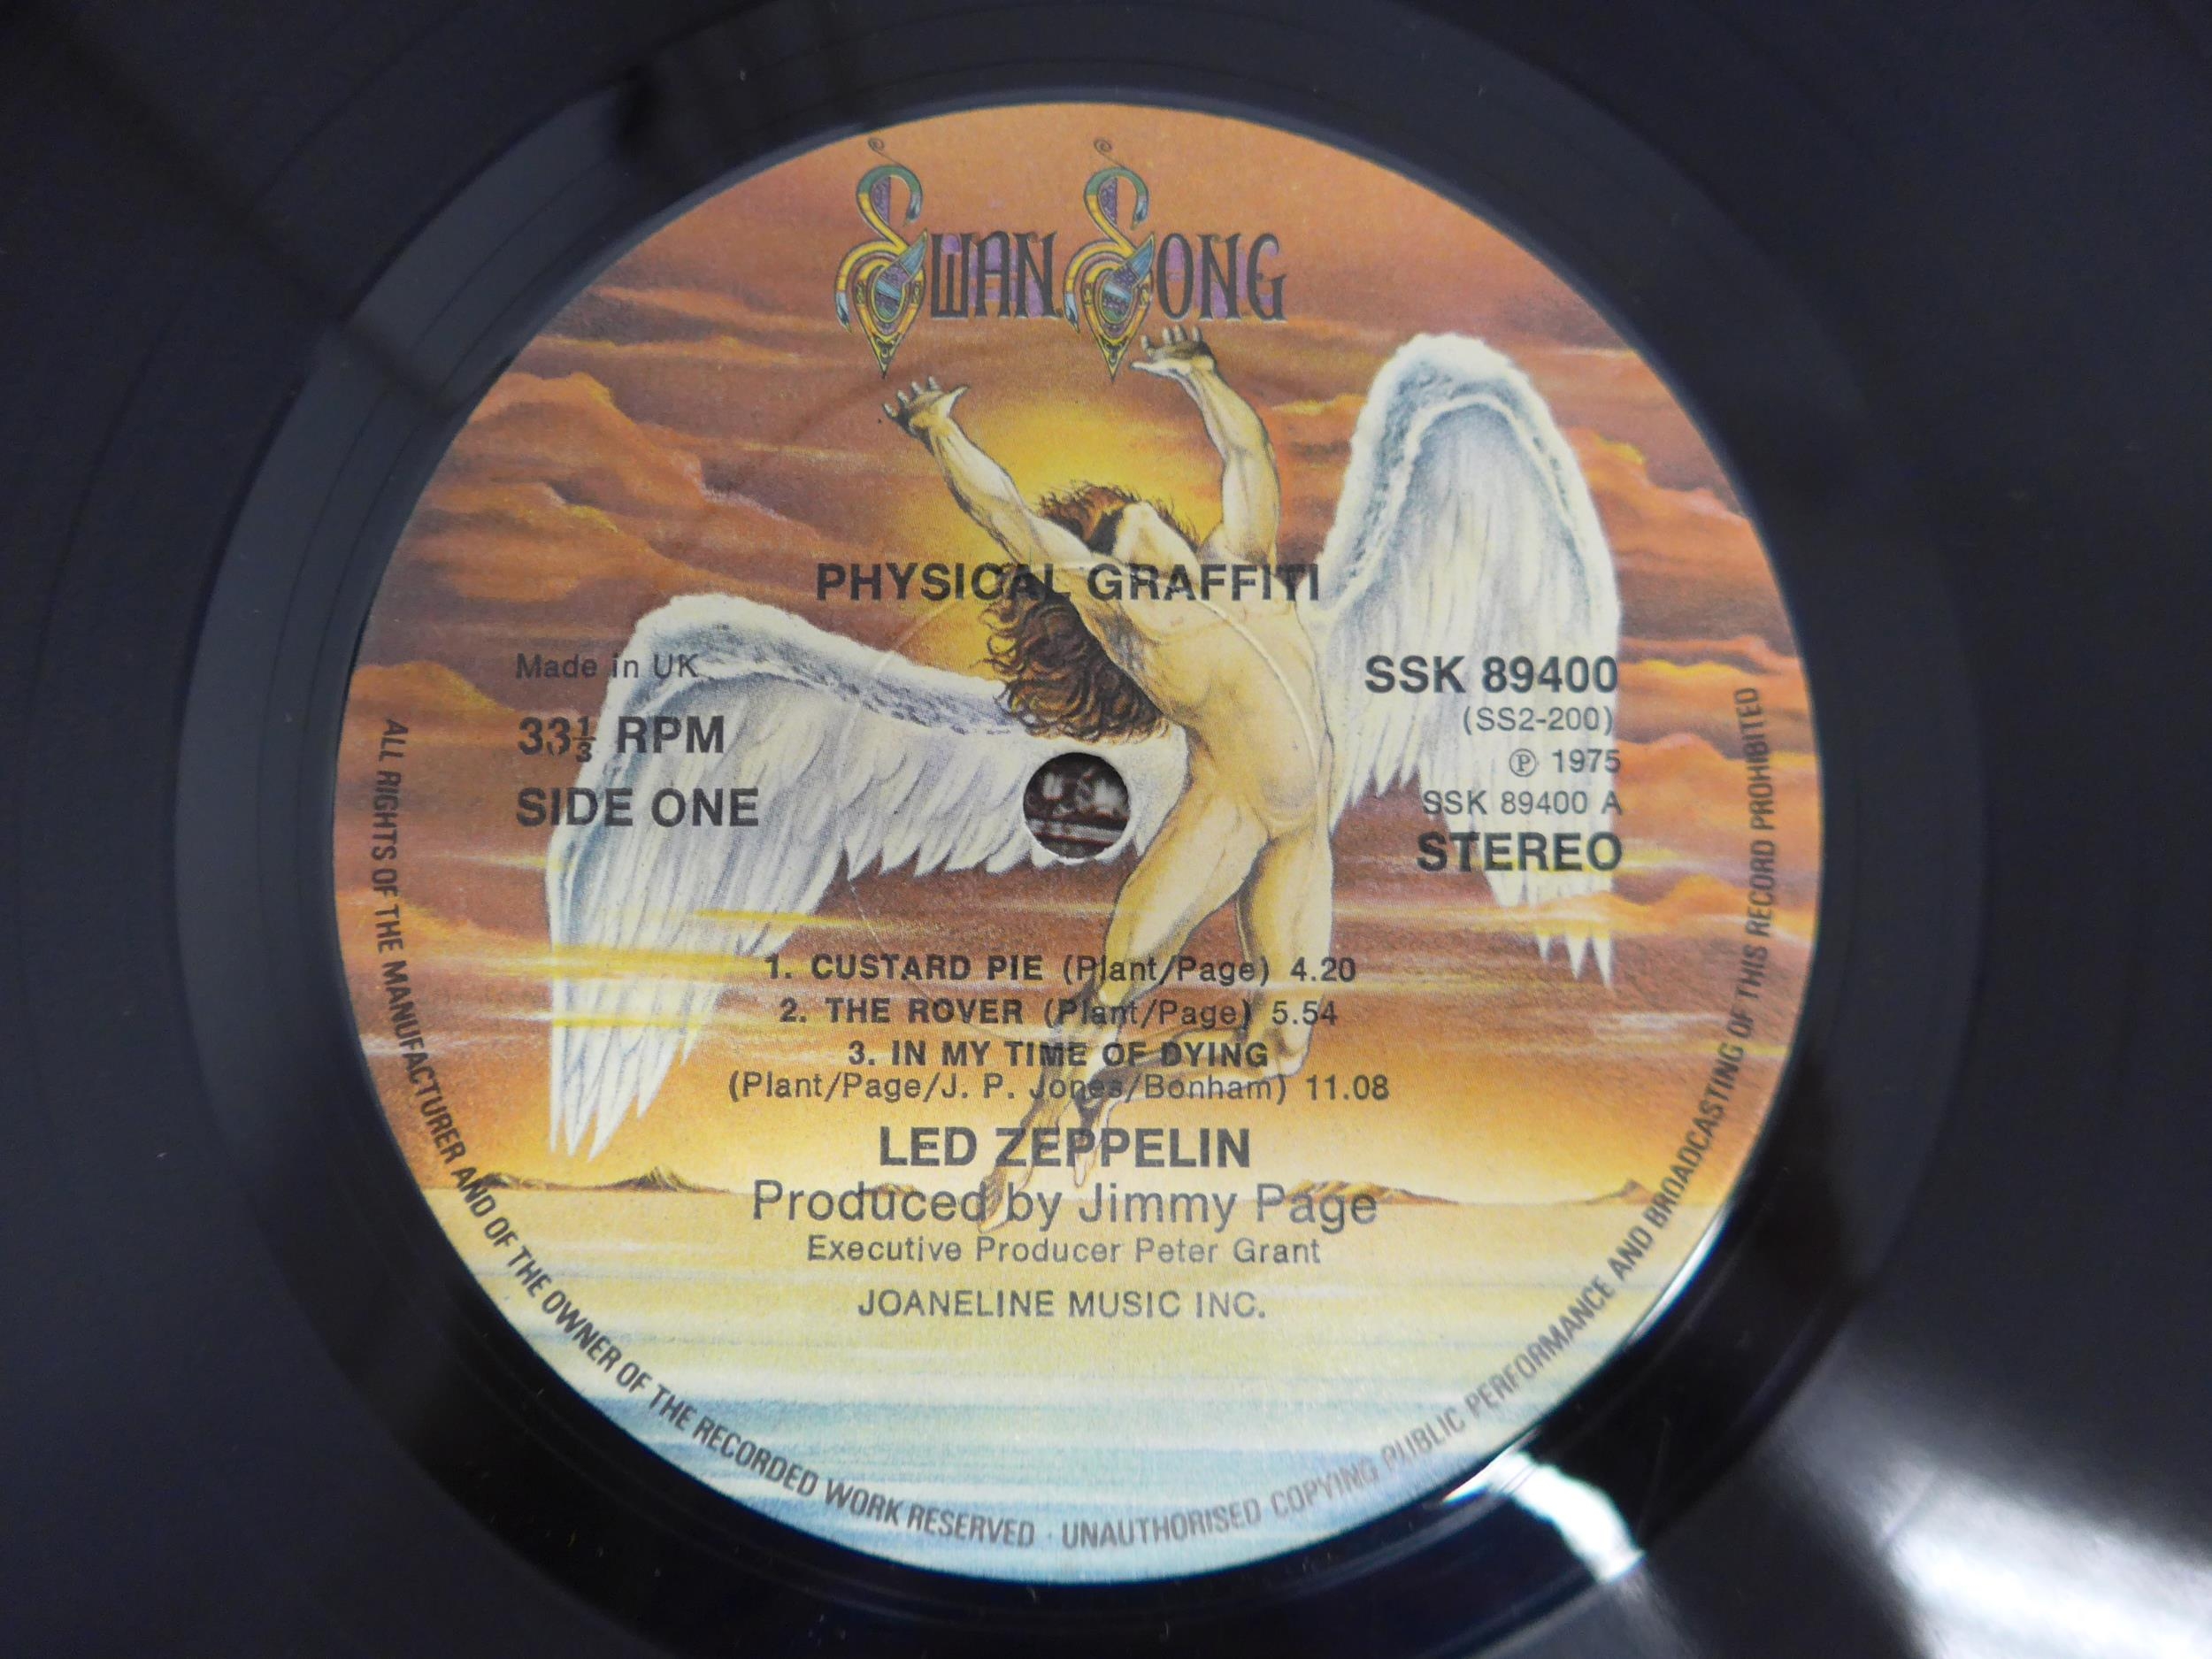 SWAN SONG
PHYSICAL GRAFFITI
Made in UK
33⅓ RPM
SIDE ONE
SSK 89400
(SS2-200)
℗ 1975
SSK 89400 A
STEREO
1. CUSTARD PIE (Plant/Page) 4.20
2. THE ROVER (Plant/Page) 5.54
3. IN MY TIME OF DYING
(Plant/Page/J. P. Jones/Bonham) 11.08
LED ZEPPELIN
Produced by Jimmy Page
Executive Producer Peter Grant
JOANELINE MUSIC INC.
ALL RIGHTS OF THE MANUFACTURER AND OF THE OWNER OF THE RECORDED WORK RESERVED · UNAUTHORISED COPYING PUBLIC PERFORMANCE AND BROADCASTING OF THIS RECORD PROHIBITED